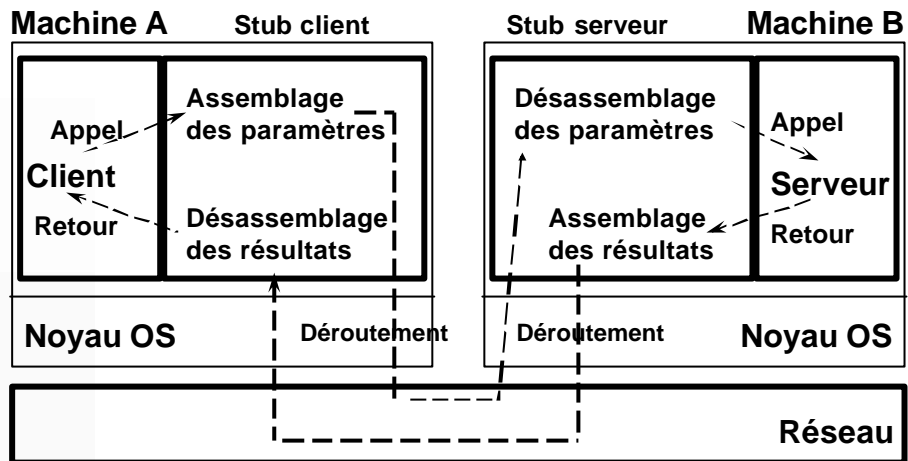 Machine A
Stub client
Stub serveur
Machine B
Assemblage
des paramètres
Appel
Client
Retour
Désassemblage
des résultats
Désassemblage
des paramètres
Appel
Serveur
Assemblage
des résultats
Retour
Noyau OS
Déroutement
Déroutement
Noyau OS
Réseau